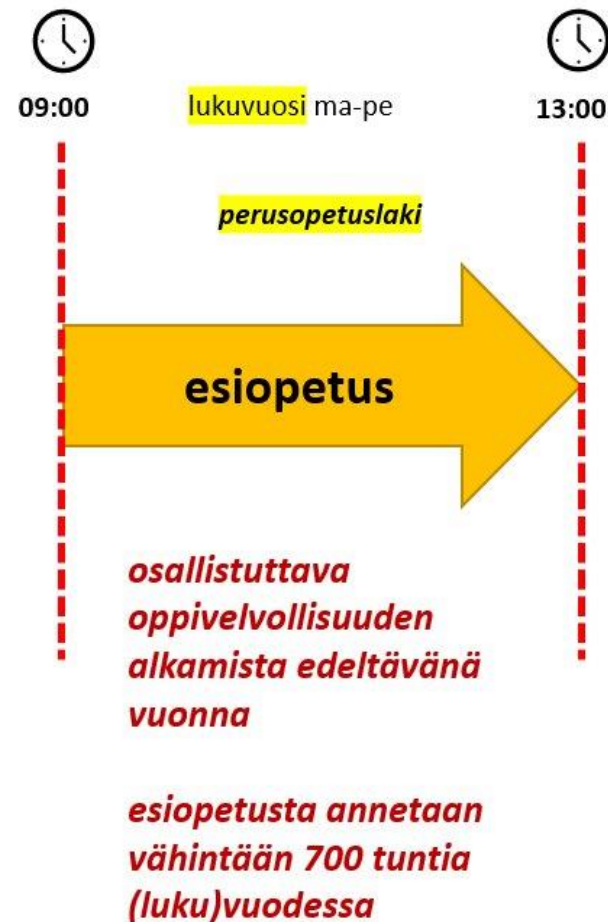 09:00 lukuvuosi ma-pe 13:00
perusopetuslaki
esiopetus
osallistuttava
oppivelvollisuuden
alkamista edeltävänä
vuonna
esiopetusta annetaan
vähintään 700 tuntia
(luku)vuodessa